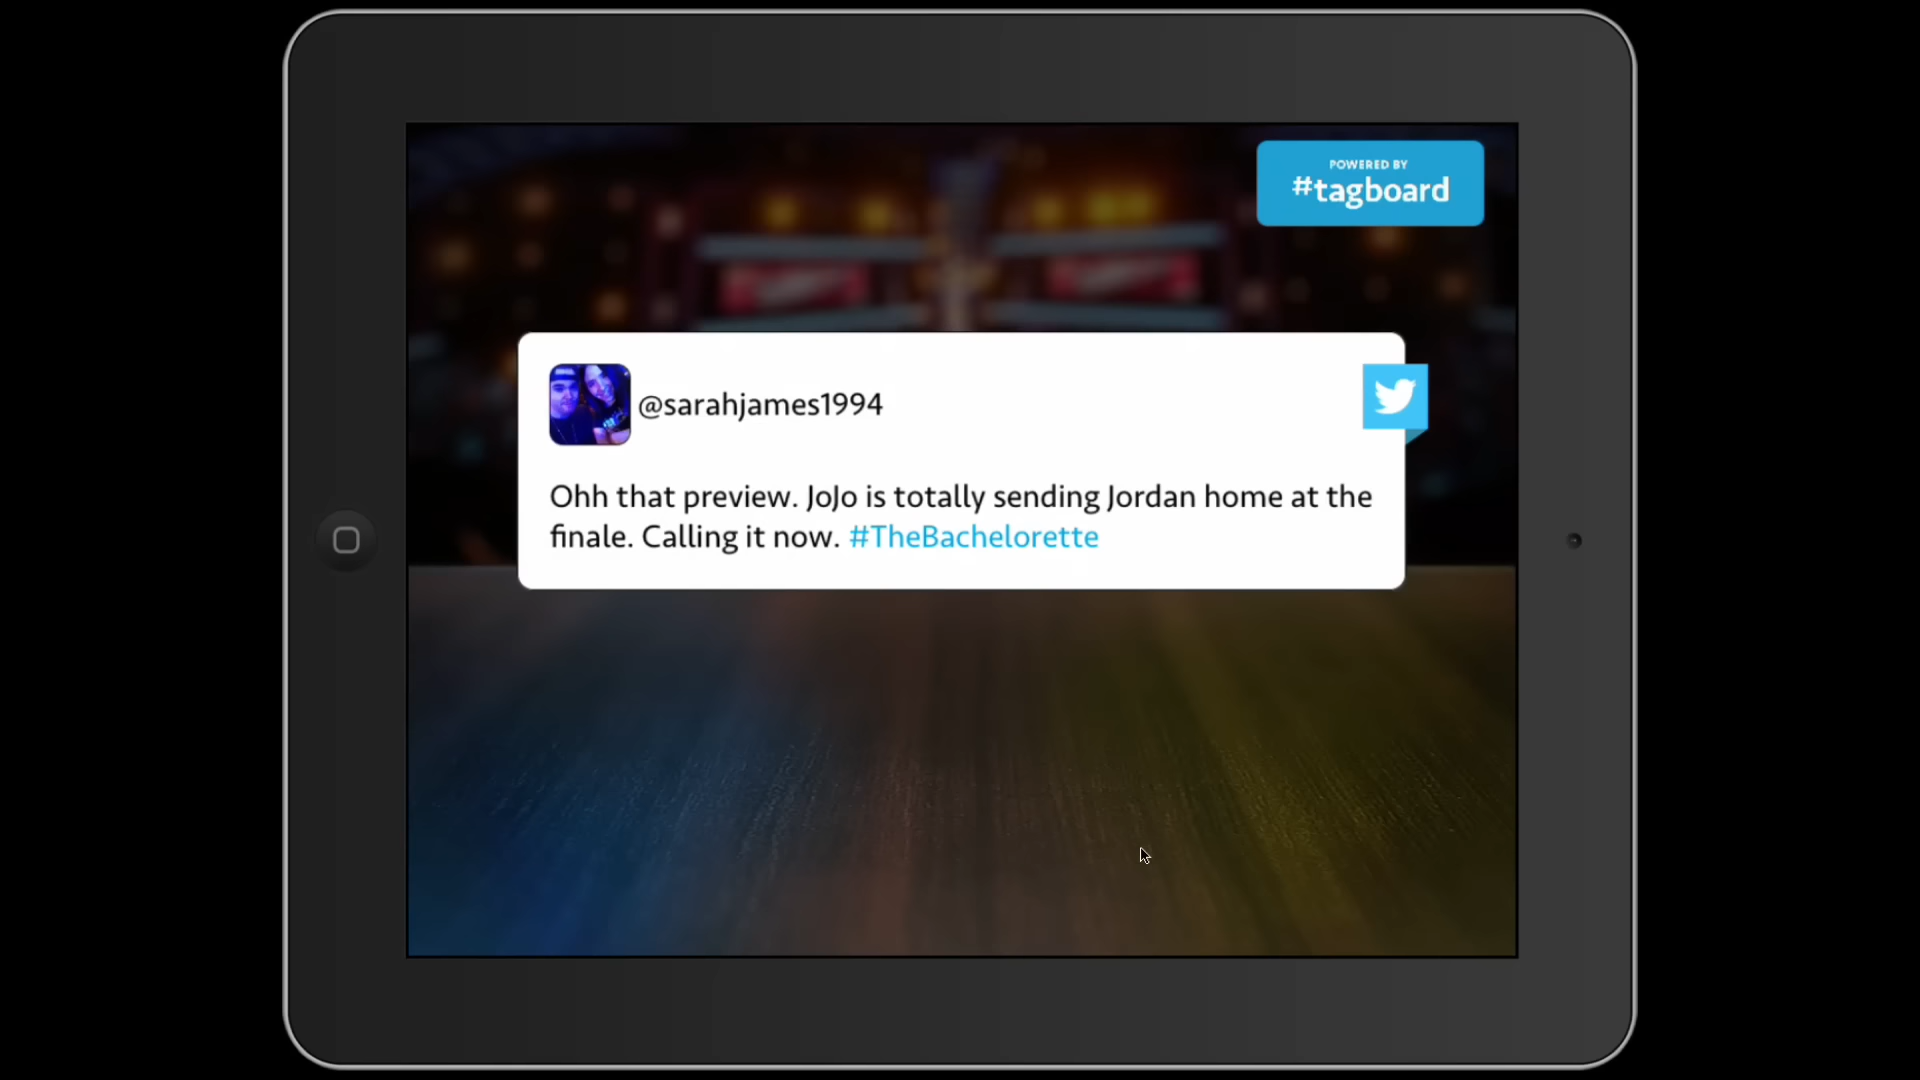 POWERED BY
#tagboard
@sarahjames1994
Ohh that preview. JoJo is totally sending Jordan home at the
finale. Calling it now. #TheBachelorette